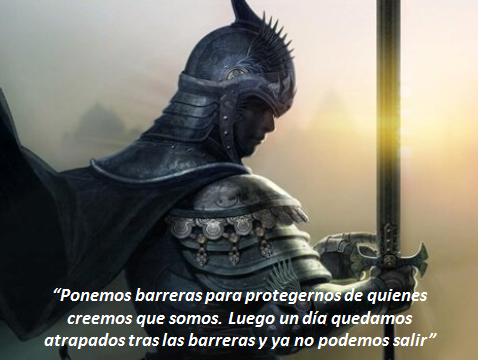 “Ponemos barreras para protegernos de quienes
creemos que somos. Luego un día quedamos
atrapados tras las barreras y ya no podemos salir”